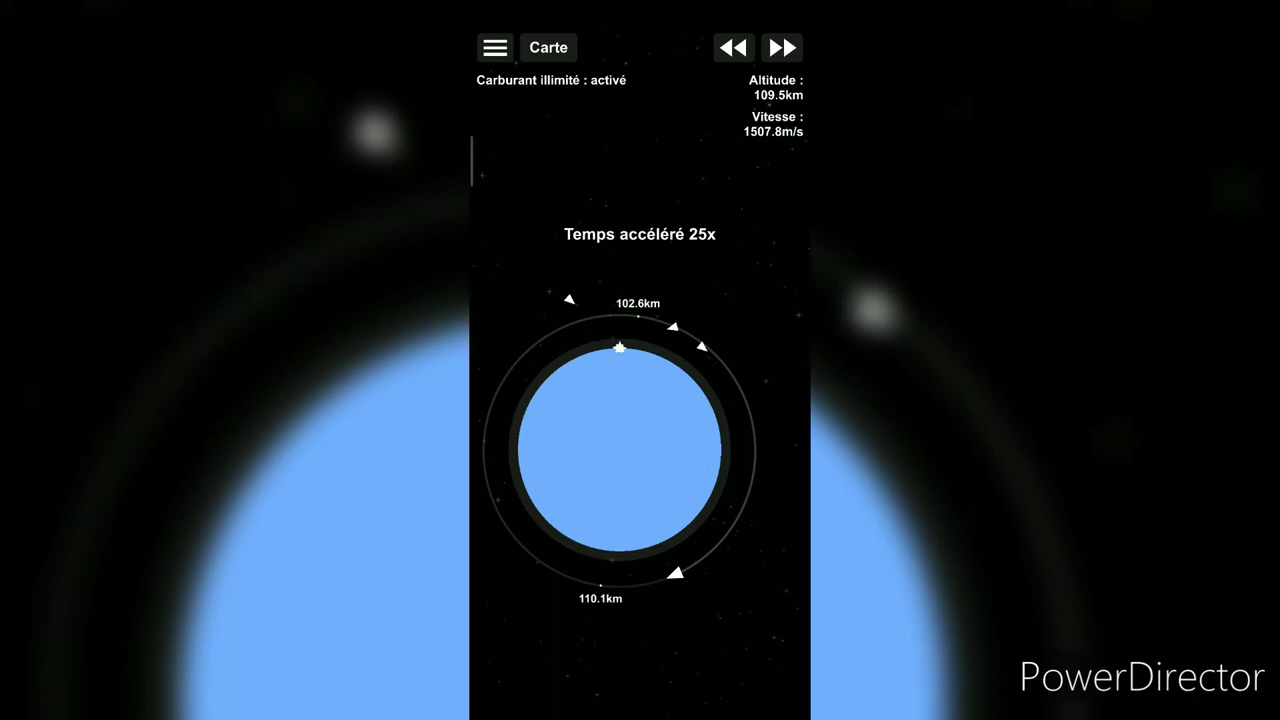 Carte
Carburant illimité : activé
Altitude :
109.5km
Vitesse :
1507.8m/s
Temps accéléré 25x
102.6km
110.1km
PowerDirector